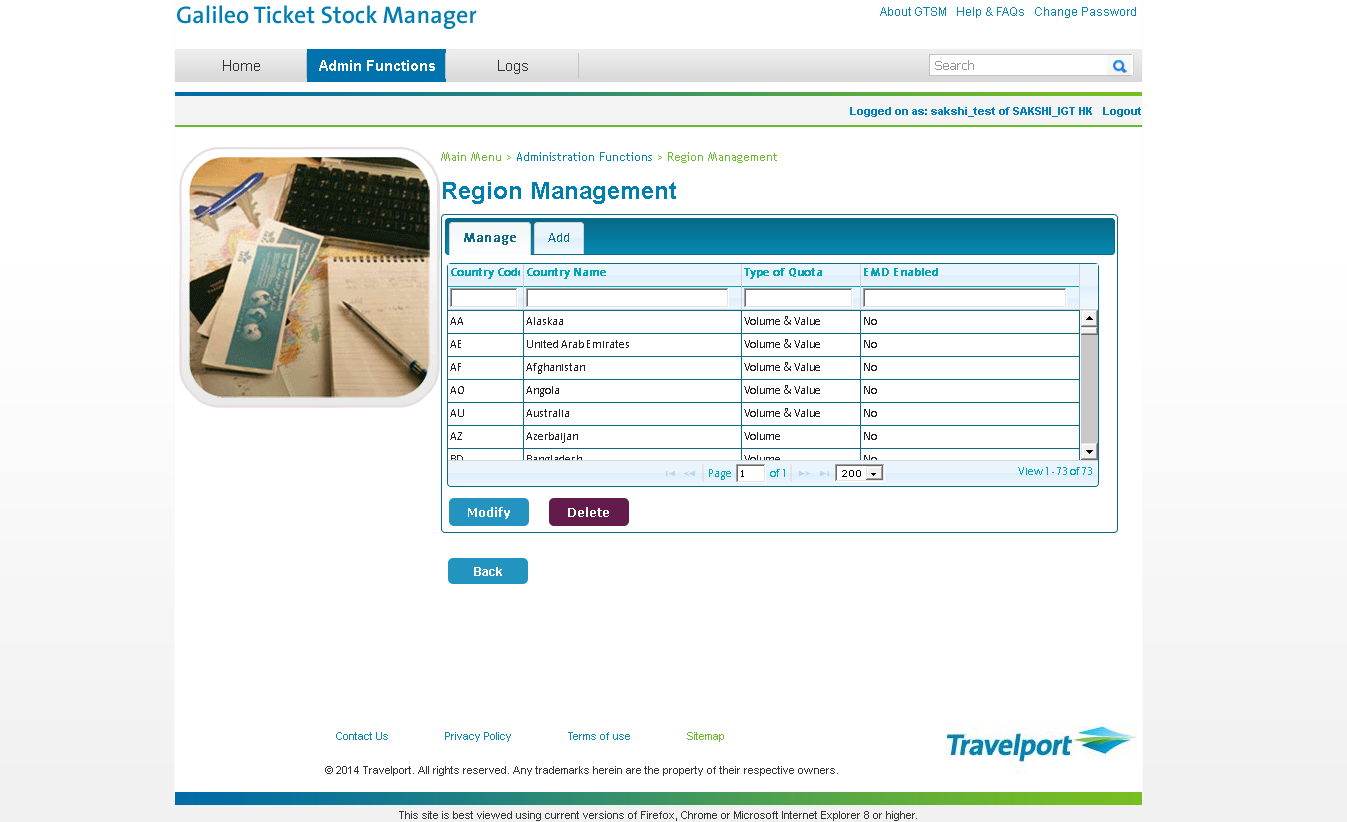 Galileo Ticket Stock Manager
About GTSM Help & FAQs Change Password
Home Admin Functions Logs Search
Logged on as: sakshi_test of SAKSHI_IGT HK Logout
Main Menu > Administration Functions > Region Management
Region Management
Manage Add
Country Code Country Name Type of Quota EMD Enabled
AA Alaskaa Volume & Value No
AE United Arab Emirates Volume & Value No
AF Afghanistan Volume & Value No
AO Angola Volume & Value No
AU Australia Volume & Value No
AZ Azerbaijan Volume No
BD Bangladesh Volume No
Page 1 of 1 200 View 1 - 73 of 73
Modify Delete
Back
Contact Us Privacy Policy Terms of use Sitemap
Travelport
© 2014 Travelport. All rights reserved. Any trademarks herein are the property of their respective owners.
This site is best viewed using current versions of Firefox, Chrome or Microsoft Internet Explorer 8 or higher.